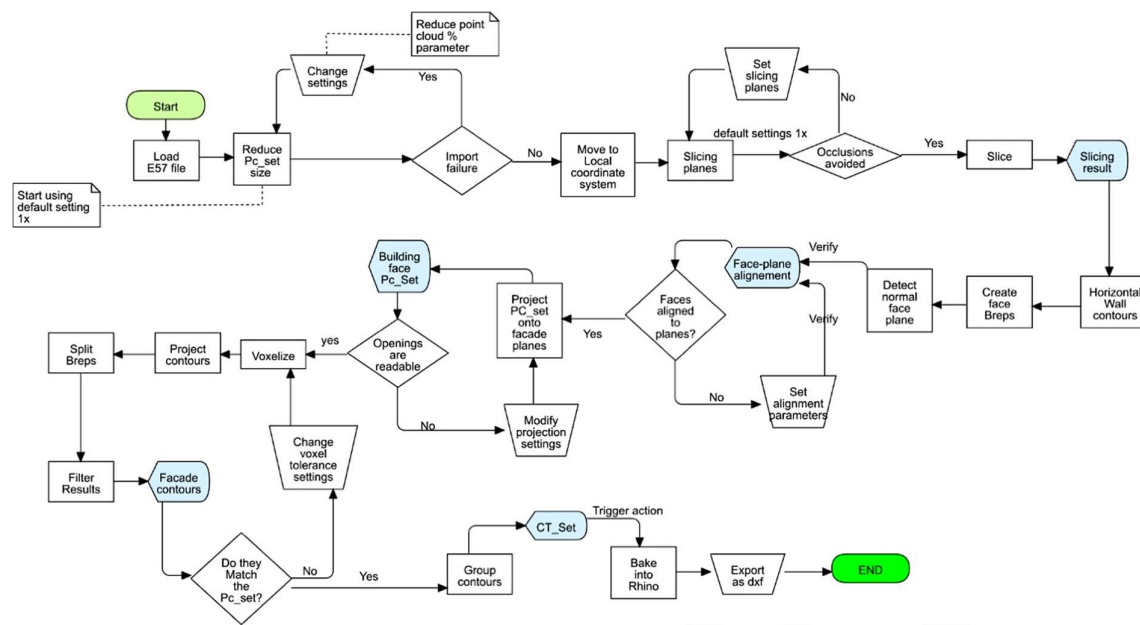 Reduce point
cloud %
parameter
Change
settings
Yes
Set
slicing
planes
No
Start
default settings 1x
Load
E57 file
Reduce
Pc_set
size
Import
failure
No
Move to
Local
coordinate
system
Slicing
planes
Occlusions
avoided
Yes
Slice
Slicing
result
Start using
default setting
1x
Building
face
Pc_Set
Verify
Face-plane
alignement
Project
PC_set
onto
facade
planes
Faces
aligned
to
planes?
Detect
normal
face
plane
Create
face
Breps
Horizontal
Wall
contours
Verify
Yes
Split
Breps
Project
contours
Voxelize
yes
Openings
are
readable
No
Modify
projection
settings
No
Set
alignment
parameters
Change
voxel
tolerance
settings
Filter
Results
Facade
contours
Do they
Match
the
Pc_set?
No
Yes
Group
contours
CT_Set
Trigger action
Bake
into
Rhino
Export
as dxf
END